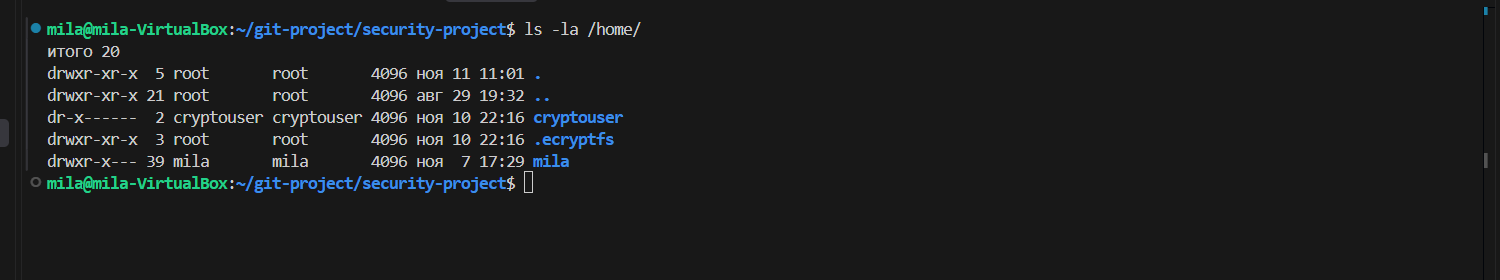 mila@mila-VirtualBox:~/git-project/security-project$ ls -la /home/
итого 20
drwxr-xr-x  5 root       root       4096 ноя 11 11:01 .
drwxr-xr-x 21 root       root       4096 авг 29 19:32 ..
dr-x------  2 cryptouser cryptouser 4096 ноя 10 22:16 cryptouser
drwxr-xr-x  3 root       root       4096 ноя 10 22:16 .ecryptfs
drwxr-x--- 39 mila       mila       4096 ноя  7 17:29 mila
mila@mila-VirtualBox:~/git-project/security-project$